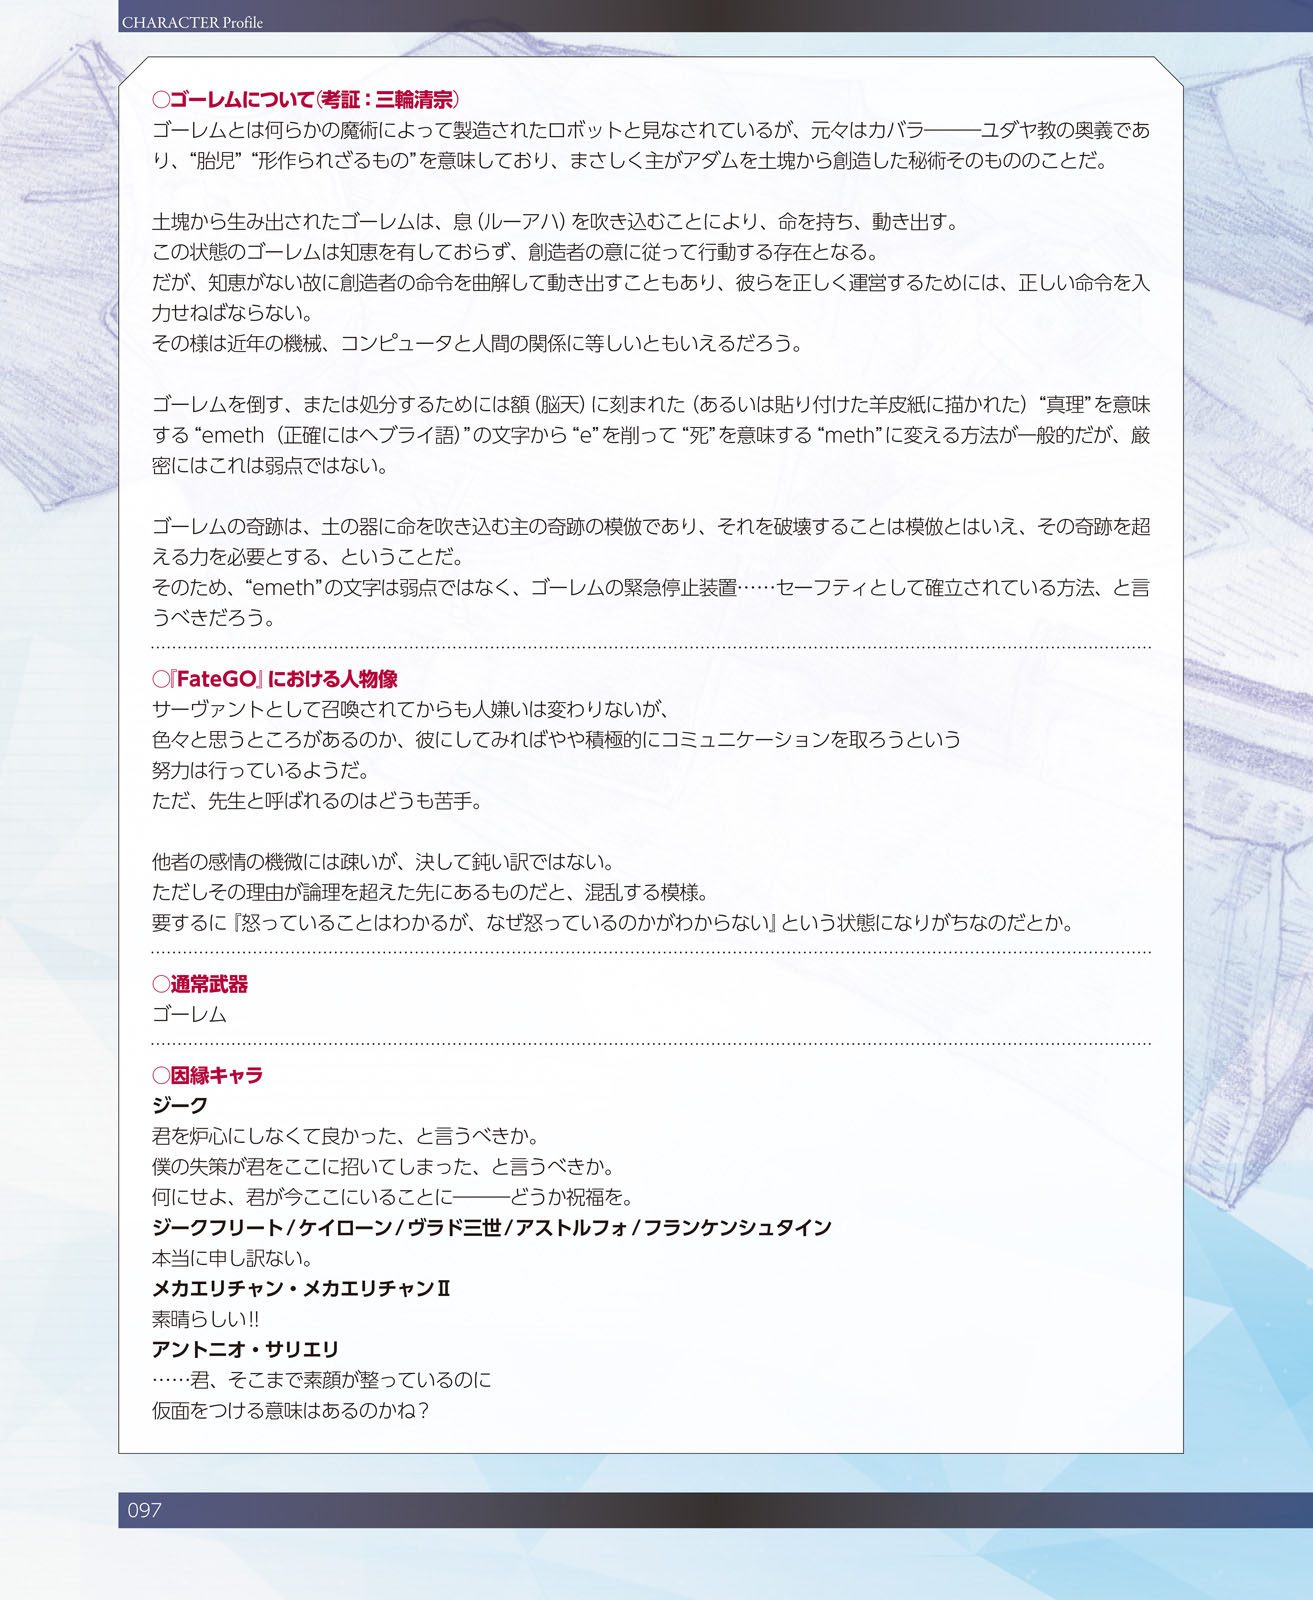 CHARACTER Profile
○ゴーレムについて(考証：三輪清宗)
ゴーレムとは何らかの魔術によって製造されたロボットと見なされているが、元々はカバラ———ユダヤ教の奥義であ
り、“胎児”“形作られざるもの”を意味しており、まさしく主がアダムを土塊から創造した秘術そのもののことだ。
土塊から生み出されたゴーレムは、息(ルーアハ)を吹き込むことにより、命を持ち、動き出す。
この状態のゴーレムは知恵を有しておらず、創造者の意に従って行動する存在となる。
だが、知恵がない故に創造者の命令を曲解して動き出すこともあり、彼らを正しく運営するためには、正しい命令を入
力せねばならない。
その様は近年の機械、コンピュータと人間の関係に等しいともいえるだろう。
ゴーレムを倒す、または処分するためには額(脳天)に刻まれた(あるいは貼り付けた羊皮紙に描かれた)“真理”を意味
する“emeth(正確にはヘブライ語)”の文字から“e”を削って“死”を意味する“meth”に変える方法が一般的だが、厳
密にはこれは弱点ではない。
ゴーレムの奇跡は、土の器に命を吹き込む主の奇跡の模倣であり、それを破壊することは模倣とはいえ、その奇跡を超
える力を必要とする、ということだ。
そのため、“emeth”の文字は弱点ではなく、ゴーレムの緊急停止装置……セーフティとして確立されている方法、と言
うべきだろう。
○『FateGO』における人物像
サーヴァントとして召喚されてからも人嫌いは変わりないが、
色々と思うところがあるのか、彼にしてみればやや積極的にコミュニケーションを取ろうという
努力は行っているようだ。
ただ、先生と呼ばれるのはどうも苦手。
他者の感情の機微には疎いが、決して鈍い訳ではない。
ただしその理由が論理を超えた先にあるものだと、混乱する模様。
要するに『怒っていることはわかるが、なぜ怒っているのかがわからない』という状態になりがちなのだとか。
○通常武器
ゴーレム
○因縁キャラ
ジーク
君を炉心にしなくて良かった、と言うべきか。
僕の失策が君をここに招いてしまった、と言うべきか。
何にせよ、君が今ここにいることに———どうか祝福を。
ジークフリート/ケイローン/ヴラド三世/アストルフォ/フランケンシュタイン
本当に申し訳ない。
メカエリチャン・メカエリチャンⅡ
素晴らしい!!
アントニオ・サリエリ
……君、そこまで素顔が整っているのに
仮面をつける意味はあるのかね？
097